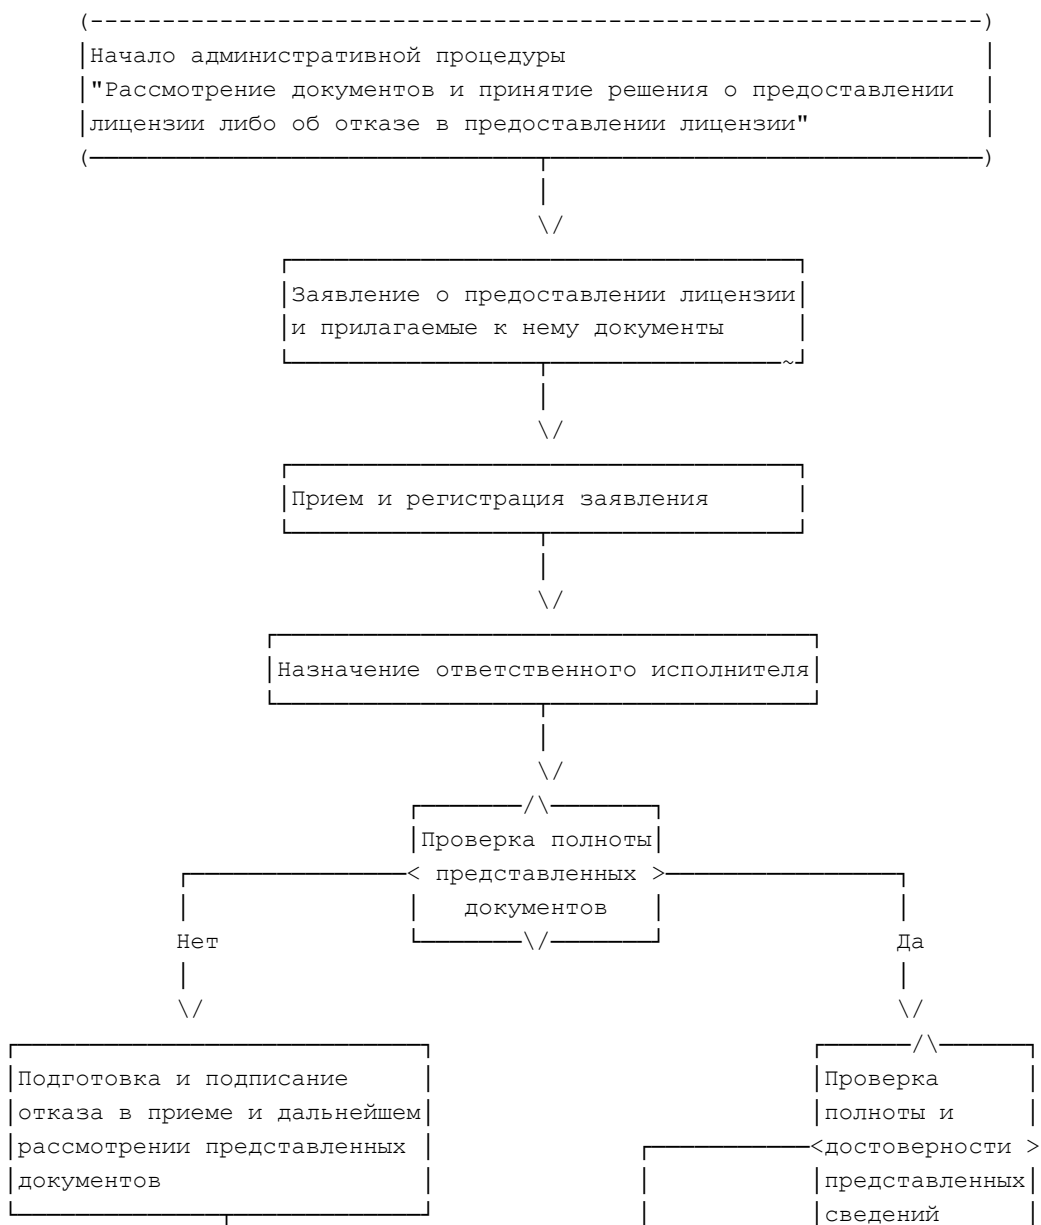 Начало административной процедуры
"Рассмотрение документов и принятие решения о предоставлении
лицензии либо об отказе в предоставлении лицензии"
Заявление о предоставлении лицензии
и прилагаемые к нему документы
Прием и регистрация заявления
Назначение ответственного исполнителя
Проверка полноты
представленных
документов
Нет
Да
Подготовка и подписание
отказа в приеме и дальнейшем
рассмотрении представленных
документов
Проверка
полноты и
достоверности
представленных
сведений